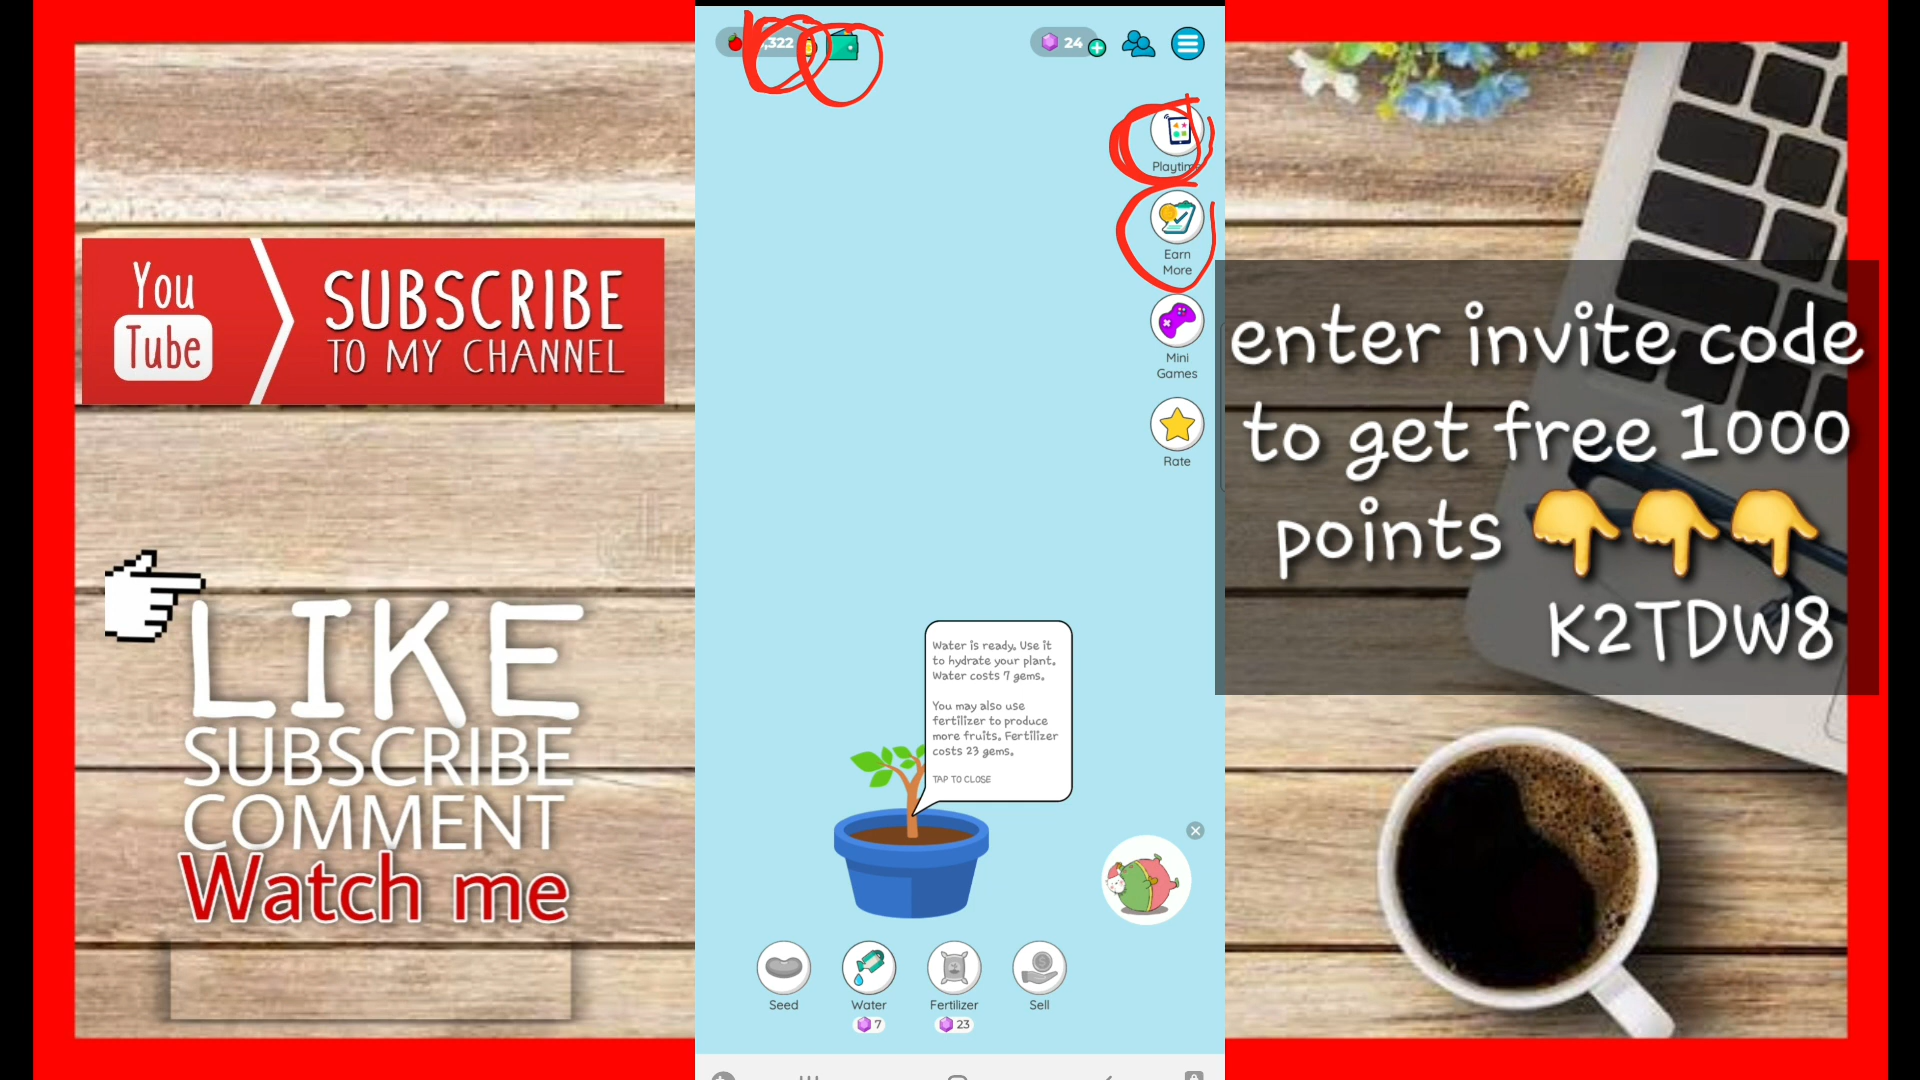 You
Tube
SUBSCRIBE
TO MY CHANNEL
LIKE
SUBSCRIBE
COMMENT
Watch me
,322
24
Playtime
Earn
More
Mini
Games
Rate
Water is ready. Use it
to hydrate your plant.
Water costs 7 gems.
You may also use
fertilizer to produce
more fruits. Fertilizer
costs 23 gems.
TAP TO CLOSE
Seed
Water
Fertilizer
Sell
7
23
enter invite code
to get free 1000
points 👇👇👇
K2TDW8